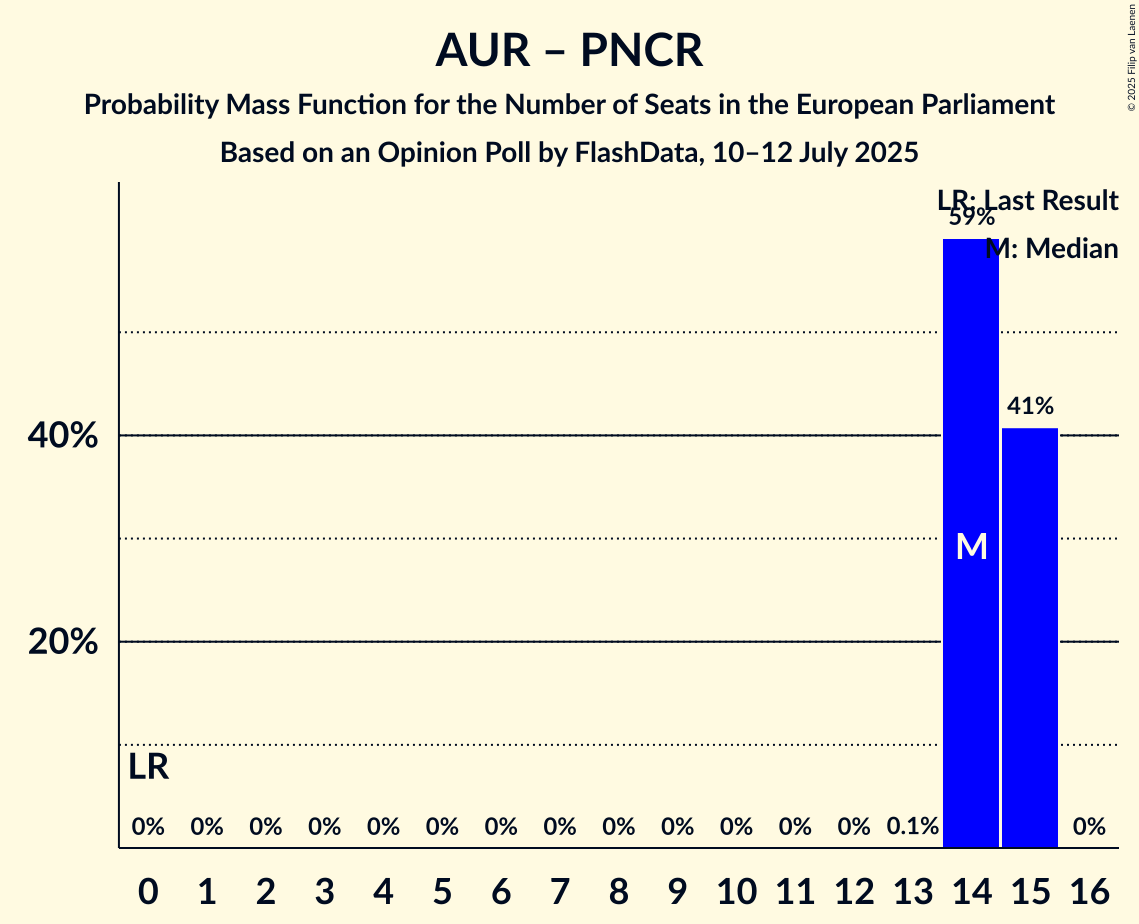 AUR – PNCR
Probability Mass Function for the Number of Seats in the European Parliament
Based on an Opinion Poll by FlashData, 10–12 July 2025
© 2025 Filip van Laenen
LR: Last Result
59%
M: Median
41%
40%
M
20%
LR
0% 0% 0% 0% 0% 0% 0% 0% 0% 0% 0% 0% 0% 0.1% 0%
0 1 2 3 4 5 6 7 8 9 10 11 12 13 14 15 16